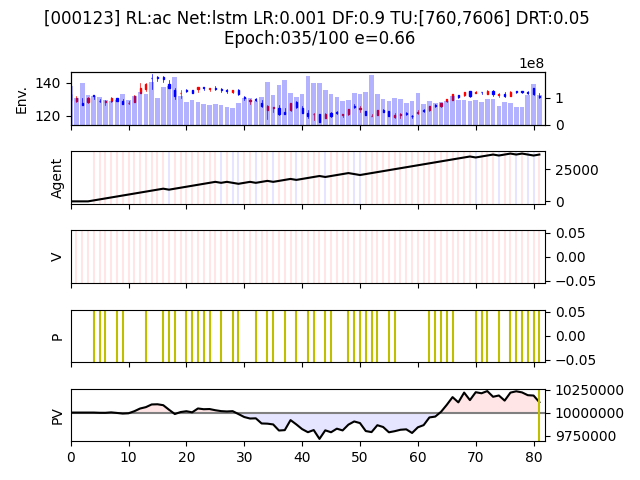 [000123] RL:ac Net:lstm LR:0.001 DF:0.9 TU:[760,7606] DRT:0.05
Epoch:035/100 e=0.66
1e8
Env.
140
120
1
0
Agent
25000
0
V
0.05
0.00
−0.05
P
0.05
0.00
−0.05
PV
10250000
10000000
9750000
0 10 20 30 40 50 60 70 80